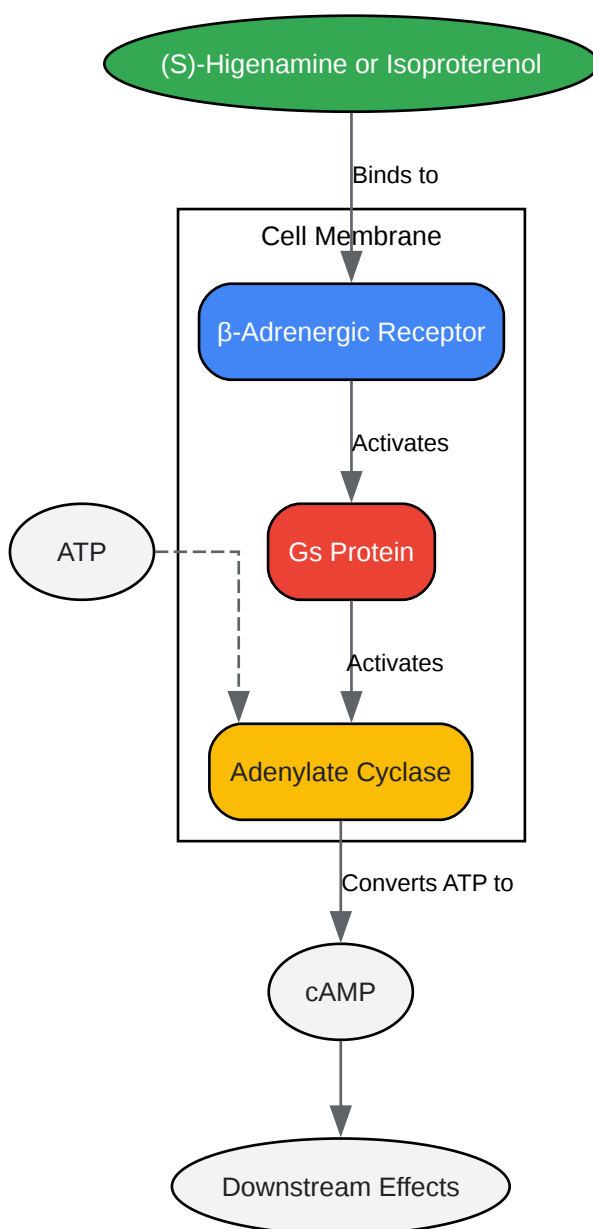 (S)-Higenamine or Isoproterenol
Binds to
Cell Membrane
β-Adrenergic Receptor
Activates
ATP
Gs Protein
Activates
Adenylate Cyclase
Converts ATP to
cAMP
Downstream Effects